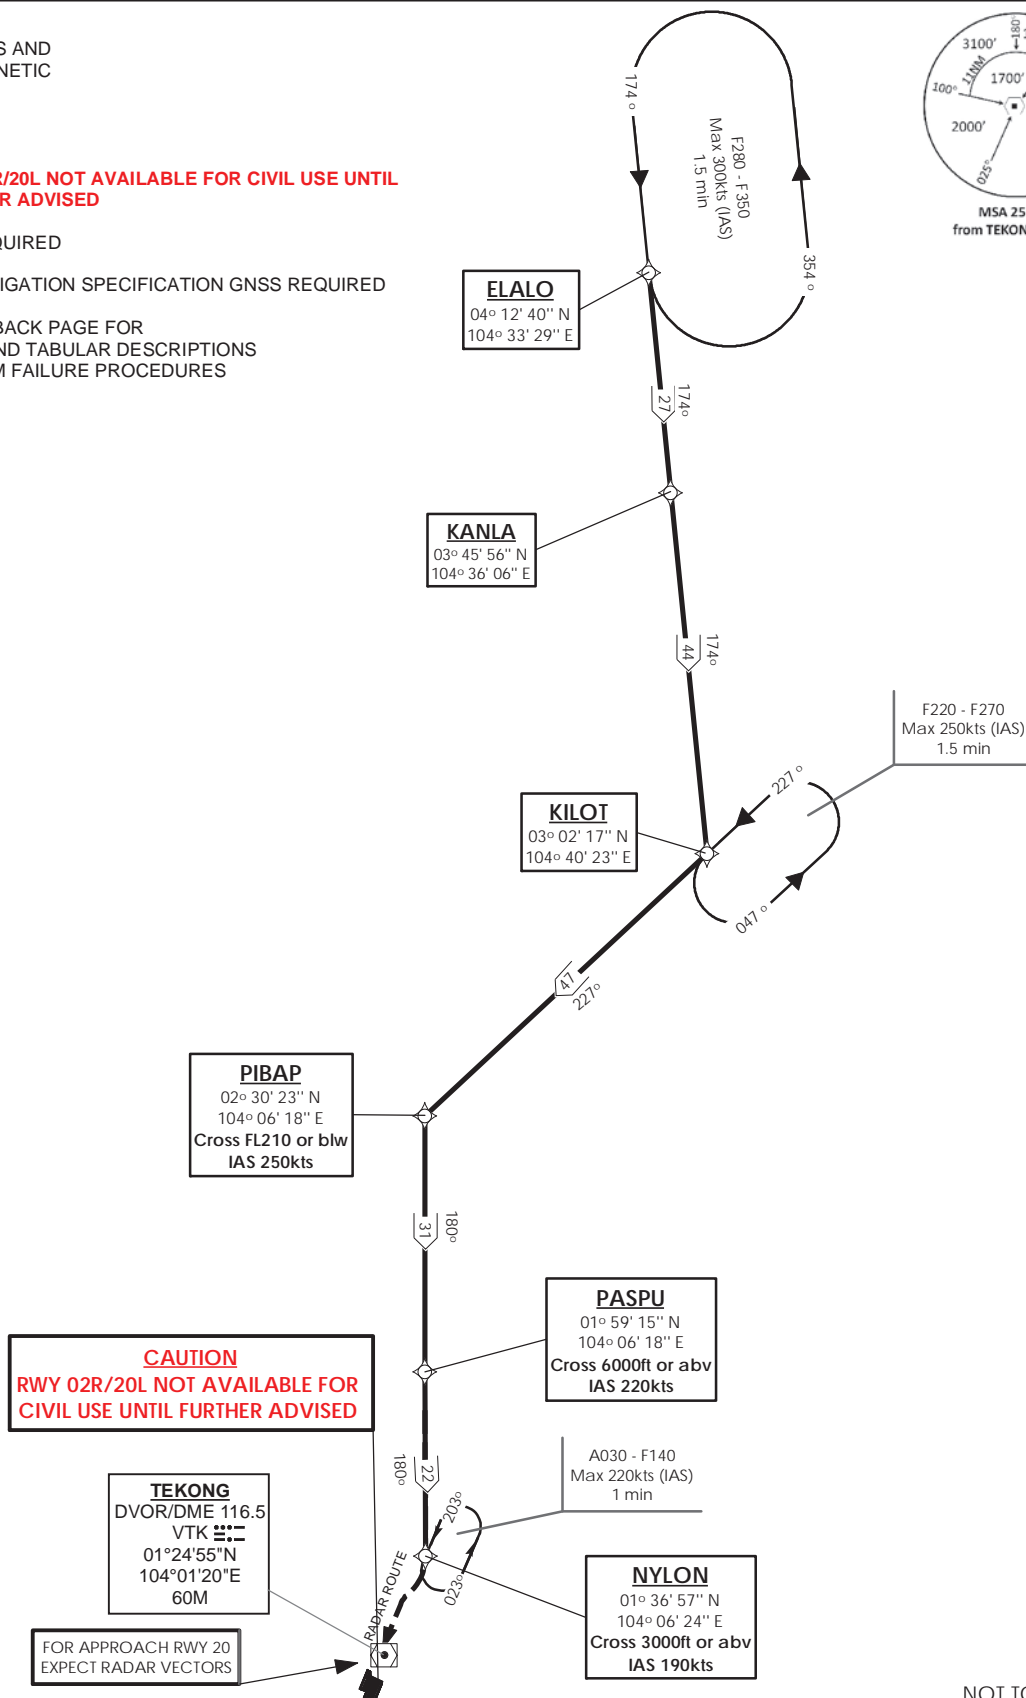 S AND
NETIC
R/20L NOT AVAILABLE FOR CIVIL USE UNTIL
R ADVISED
QUIRED
IGATION SPECIFICATION GNSS REQUIRED
BACK PAGE FOR
ND TABULAR DESCRIPTIONS
M FAILURE PROCEDURES
174°
F280 - F350
Max 300kts (IAS)
1.5 min
354°
180°
3100'
11NM
1700'
100°
2000'
025°
MSA 25
from TEKON
ELALO
04° 12' 40'' N
104° 33' 29'' E
27
174°
KANLA
03° 45' 56'' N
104° 36' 06'' E
44
174°
F220 - F270
Max 250kts (IAS)
1.5 min
227°
047°
KILOT
03° 02' 17'' N
104° 40' 23'' E
47
227°
PIBAP
02° 30' 23'' N
104° 06' 18'' E
Cross FL210 or blw
IAS 250kts
31
180°
PASPU
01° 59' 15'' N
104° 06' 18'' E
Cross 6000ft or abv
IAS 220kts
CAUTION
RWY 02R/20L NOT AVAILABLE FOR
CIVIL USE UNTIL FURTHER ADVISED
180°
22
A030 - F140
Max 220kts (IAS)
1 min
203°
023°
TEKONG
DVOR/DME 116.5
VTK
01°24'55"N
104°01'20"E
60M
RADAR ROUTE
NYLON
01° 36' 57'' N
104° 06' 24'' E
Cross 3000ft or abv
IAS 190kts
FOR APPROACH RWY 20
EXPECT RADAR VECTORS
NOT TO